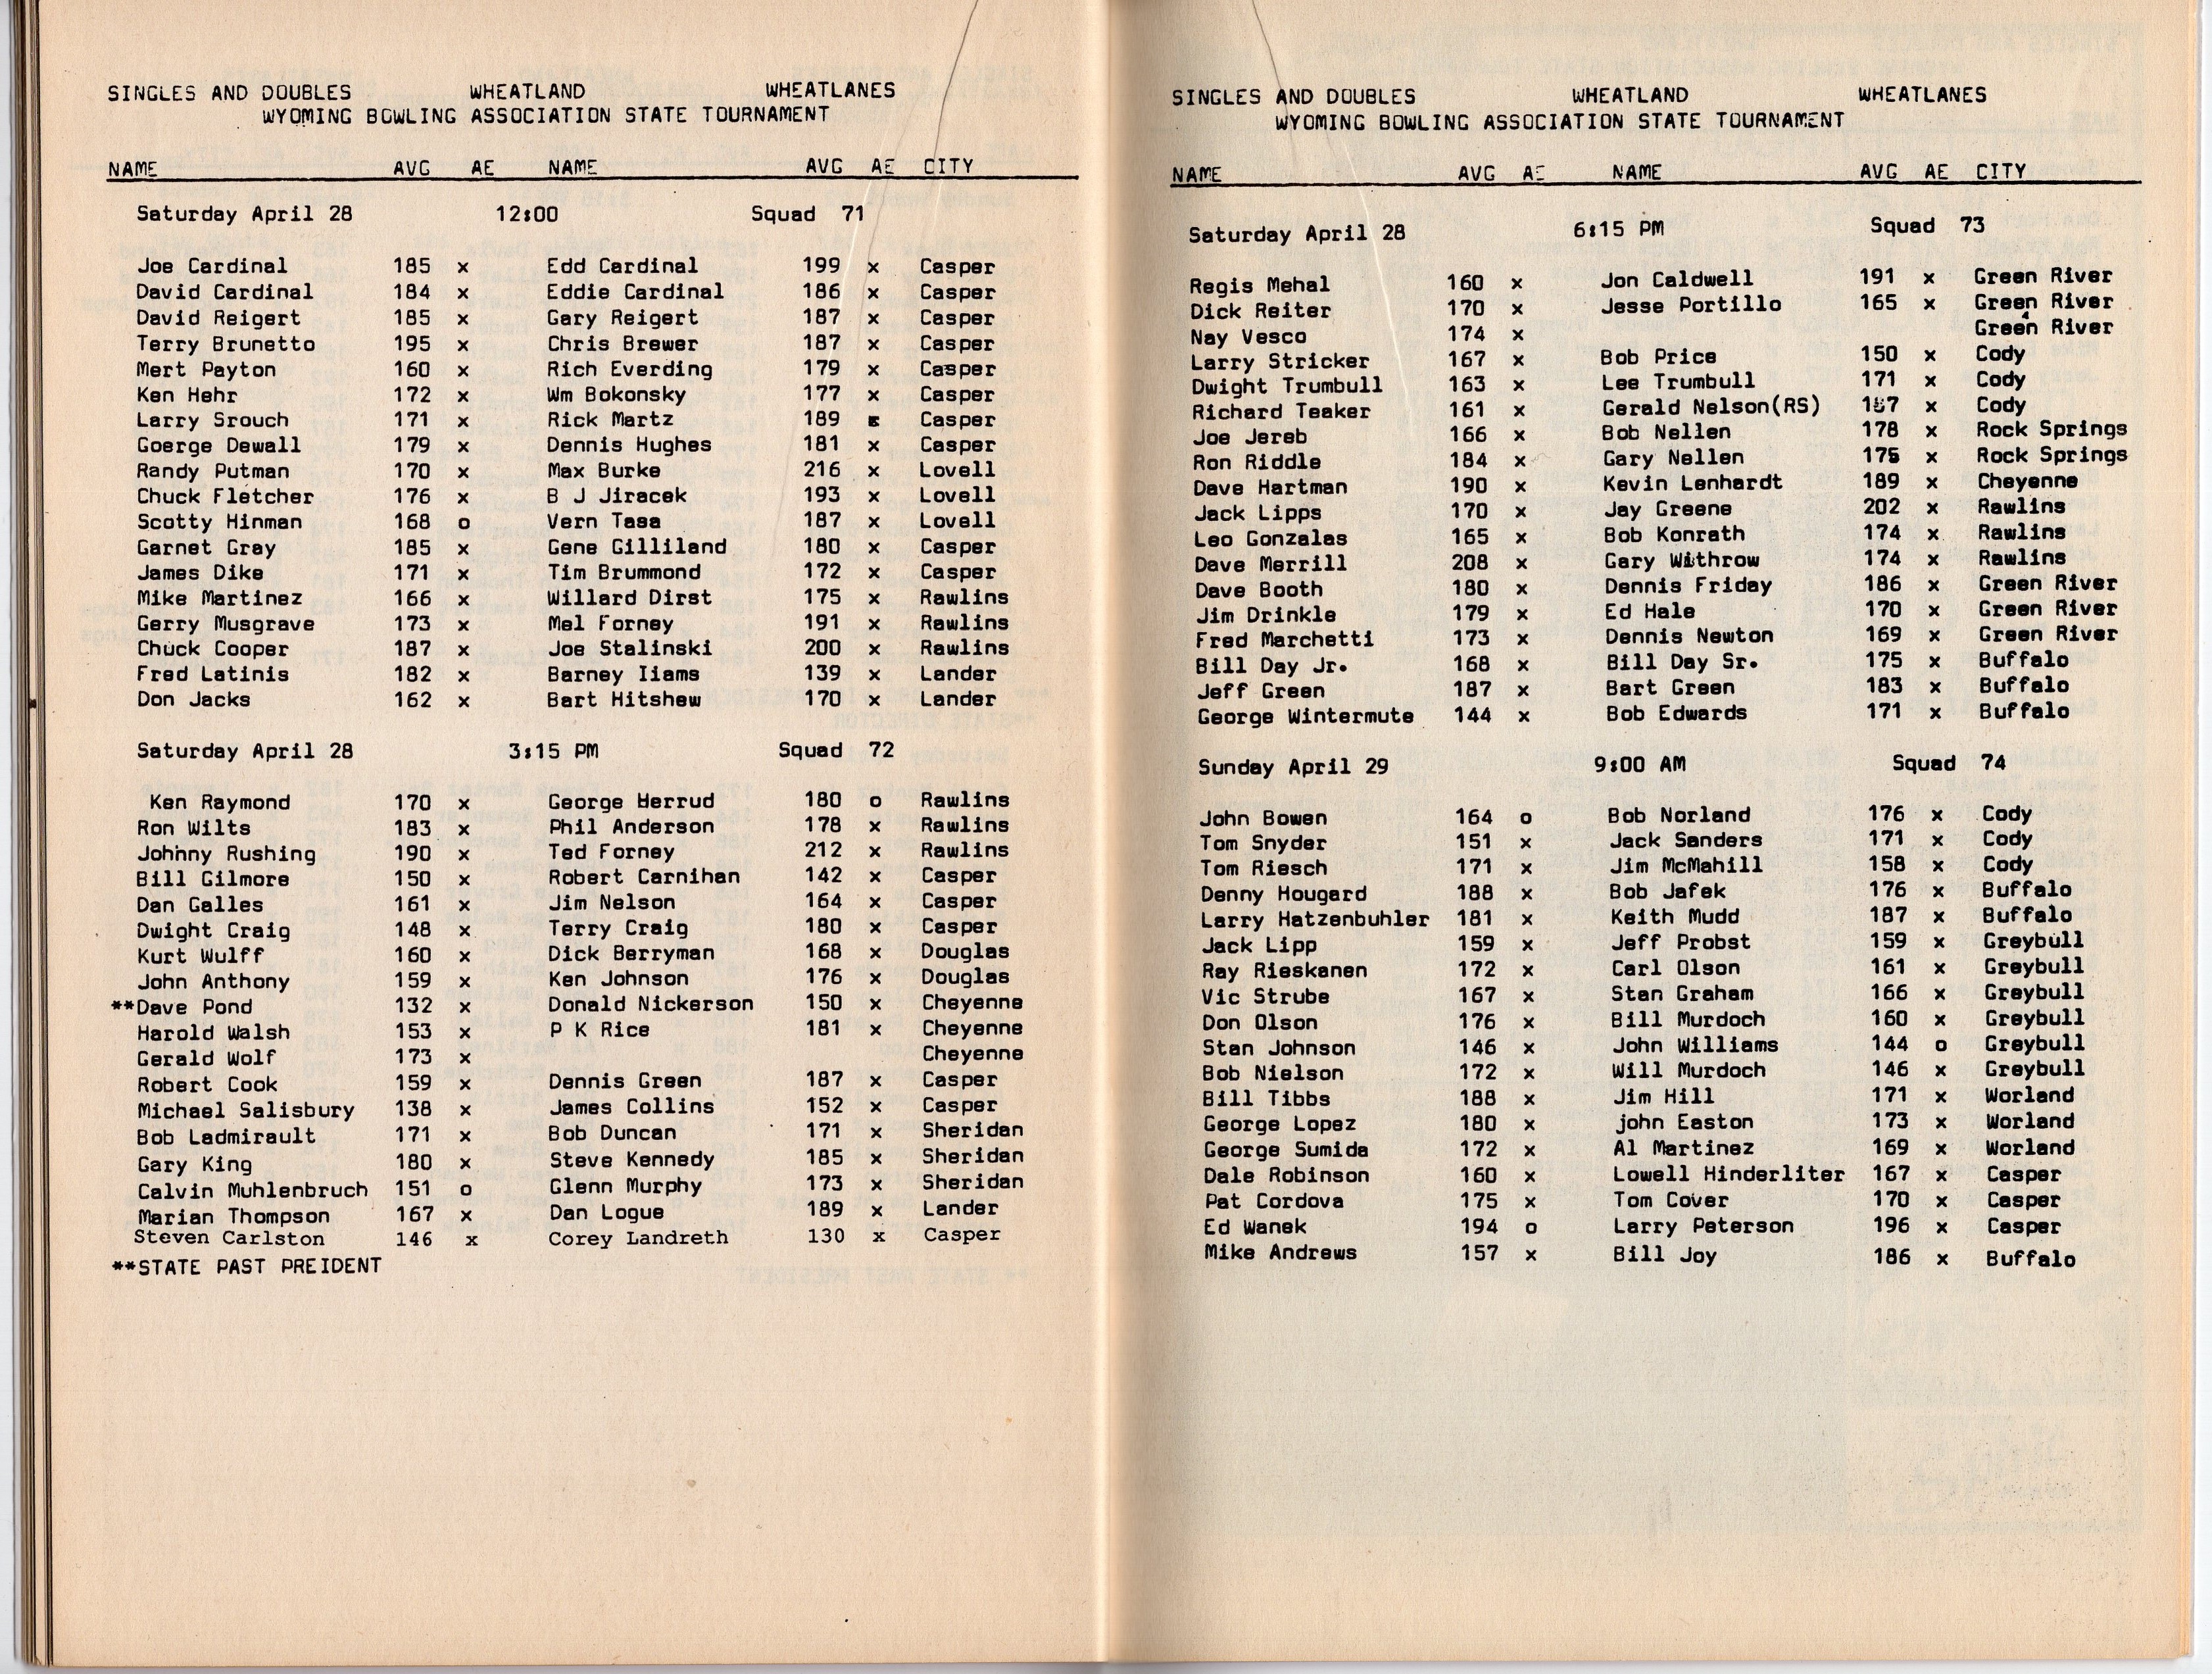 SINGLES AND DOUBLES WHEATLAND WHEATLANES
WYOMING BOWLING ASSOCIATION STATE TOURNAMENT
NAME AVG AE NAME AVG AE CITY
Saturday April 28 12:00 Squad 71
Joe Cardinal 185 x Edd Cardinal 199 x Casper
David Cardinal 184 x Eddie Cardinal 186 x Casper
David Reigert 185 x Gary Reigert 187 x Casper
Terry Brunetto 195 x Chris Brewer 187 x Casper
Mert Payton 160 x Rich Everding 179 x Casper
Ken Hehr 172 x Wm Bokonsky 177 x Casper
Larry Srouch 171 x Rick Martz 189 Casper
Goerge Dewall 179 x Dennis Hughes 181 x Casper
Randy Putman 170 x Max Burke 216 x Lovell
Chuck Fletcher 176 x B J Jiracek 193 x Lovell
Scotty Hinman 168 o Vern Tasa 187 x Lovell
Garnet Gray 185 x Gene Gilliland 180 x Casper
James Dike 171 x Tim Brummond 172 x Casper
Mike Martinez 166 x Willard Dirst 175 x Rawlins
Gerry Musgrave 173 x Mel Forney 191 x Rawlins
Chuck Cooper 187 x Joe Stalinski 200 x Rawlins
Fred Latinis 182 x Barney Iiams 139 x Lander
Don Jacks 162 x Bart Hitshew 170 x Lander
Saturday April 28 3:15 PM Squad 72
Ken Raymond 170 x George Herrud 180 o Rawlins
Ron Wilts 183 x Phil Anderson 178 x Rawlins
Johhny Rushing 190 x Ted Forney 212 x Rawlins
Bill Gilmore 150 x Robert Carnihan 142 x Casper
Dan Galles 161 x Jim Nelson 164 x Casper
Dwight Craig 148 x Terry Craig 180 x Casper
Kurt Wulff 160 x Dick Berryman 168 x Douglas
John Anthony 159 x Ken Johnson 176 x Douglas
**Dave Pond 132 x Donald Nickerson 150 x Cheyenne
Harold Walsh 153 x P K Rice 181 x Cheyenne
Gerald Wolf 173 x Cheyenne
Robert Cook 159 x Dennis Green 187 x Casper
Michael Salisbury 138 x James Collins 152 x Casper
Bob Ladmirault 171 x Bob Duncan 171 x Sheridan
Gary King 180 x Steve Kennedy 185 x Sheridan
Calvin Muhlenbruch 151 o Glenn Murphy 173 x Sheridan
Marian Thompson 167 x Dan Logue 189 x Lander
Steven Carlston 146 x Corey Landreth 130 x Casper
**STATE PAST PREIDENT
SINGLES AND DOUBLES WHEATLAND WHEATLANES
WYOMING BOWLING ASSOCIATION STATE TOURNAMENT
NAME AVG AE NAME AVG AE CITY
Saturday April 28 6:15 PM Squad 73
Regis Mehal 160 x Jon Caldwell 191 x Green River
Dick Reiter 170 x Jesse Portillo 165 x Green River
Nay Vesco 174 x Green River
Larry Stricker 167 x Bob Price 150 x Cody
Dwight Trumbull 163 x Lee Trumbull 171 x Cody
Richard Teaker 161 x Gerald Nelson(RS) x Cody
Joe Jereb 166 x Bob Nellen 178 x Rock Springs
Ron Riddle 184 x Gary Nellen 175 x Rock Springs
Dave Hartman 190 x Kevin Lenhardt 189 x Cheyenne
Jack Lipps 170 x Jay Greene 202 x Rawlins
Leo Gonzalas 165 x Bob Konrath 174 x Rawlins
Dave Merrill 208 x Gary Withrow 174 x Rawlins
Dave Booth 180 x Dennis Friday 186 x Green River
Jim Drinkle 179 x Ed Hale 170 x Green River
Fred Marchetti 173 x Dennis Newton 169 x Green River
Bill Day Jr. 168 x Bill Day Sr. 175 x Buffalo
Jeff Green 187 x Bart Green 183 x Buffalo
George Wintermute 144 x Bob Edwards 171 x Buffalo
Sunday April 29 9:00 AM Squad 74
John Bowen 164 o Bob Norland 176 x Cody
Tom Snyder 151 x Jack Sanders 171 x Cody
Tom Riesch 171 x Jim McMahill 158 x Cody
Denny Hougard 188 x Bob Jafek 176 x Buffalo
Larry Hatzenbuhler 181 x Keith Mudd 187 x Buffalo
Jack Lipp 159 x Jeff Probst 159 x Greybull
Ray Rieskanen 172 x Carl Olson 161 x Greybull
Vic Strube 167 x Stan Graham 166 x Greybull
Don Olson 176 x Bill Murdoch 160 x Greybull
Stan Johnson 146 x John Williams 144 o Greybull
Bob Nielson 172 x Will Murdoch 146 x Greybull
Bill Tibbs 188 x Jim Hill 171 x Worland
George Lopez 180 x john Easton 173 x Worland
George Sumida 172 x Al Martinez 169 x Worland
Dale Robinson 160 x Lowell Hinderliter 167 x Casper
Pat Cordova 175 x Tom Cover 170 x Casper
Ed Wanek 194 o Larry Peterson 196 x Casper
Mike Andrews 157 x Bill Joy 186 x Buffalo